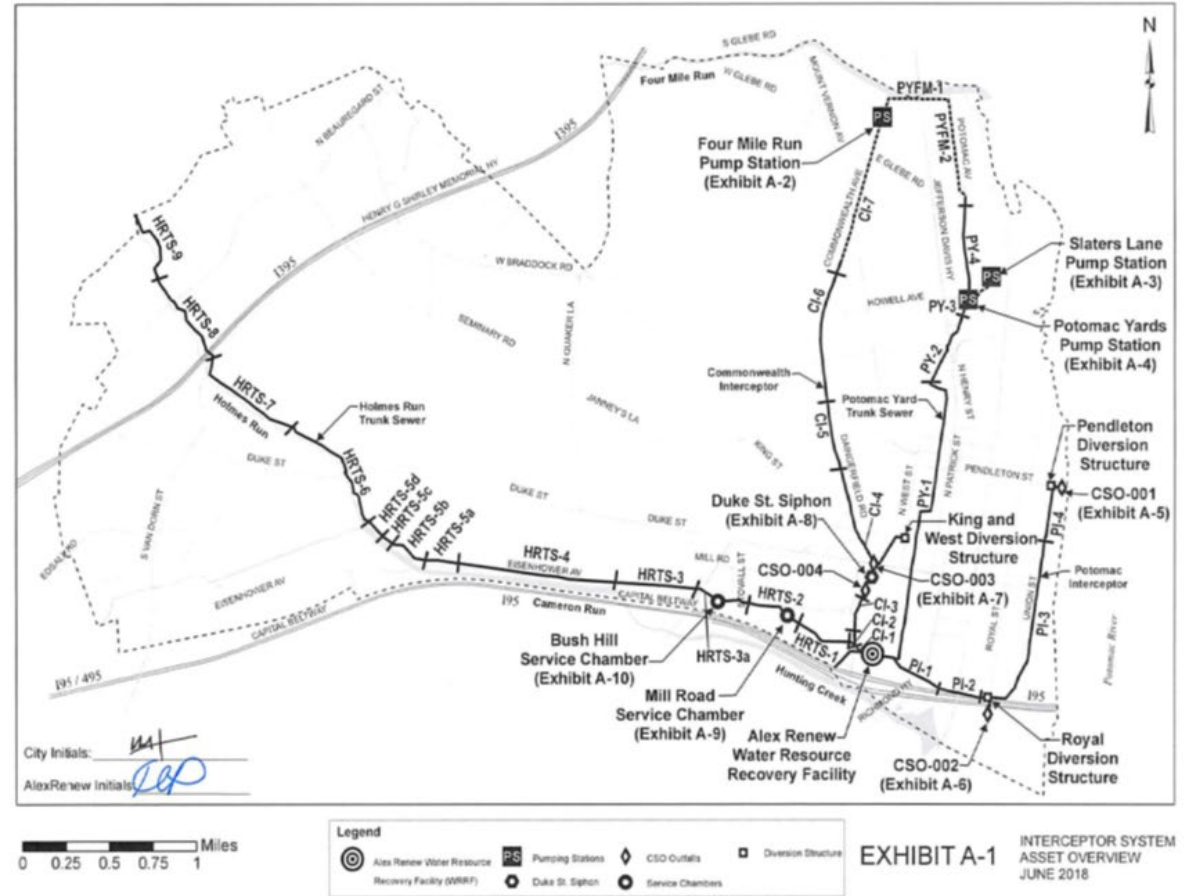 N
S GLEBE RD
W GLEBE RD
Four Mile Run
MOUNT VERNON AV
PYFM-1
PS
PYFM-2
POTOMAC AV
Four Mile Run
Pump Station
(Exhibit A-2)
E GLEBE RD
N BEAUREGARD ST
I395
HENRY G SHIRLEY MEMORIAL HY
I395
COMMONWEALTH AVE
CI-7
JEFFERSON DAVIS HY
PY-4
Slaters Lane
Pump Station
(Exhibit A-3)
PS
HRTS-9
W BRADDOCK RD
HRTS-8
CI-6
HOWELL AVE
PS
PY-3
Potomac Yards
Pump Station
(Exhibit A-4)
SEMINARY RD
N QUAKER LA
PY-2
HRTS-7
Holmes Run
Holmes Run
Trunk Sewer
Commonwealth
Interceptor
N HENRY ST
Potomac Yard
Trunk Sewer
JANNEY'S LA
CI-5
Pendleton
Diversion
Structure
KING ST
DAINGERFIELD RD
N WEST ST
N PATRICK ST
PENDLETON ST
DUKE ST
HRTS-6
CSO-001
(Exhibit A-5)
PI-4
HRTS-5d
HRTS-5c
HRTS-5b
HRTS-5a
DUKE ST
DUKE ST
Duke St. Siphon
(Exhibit A-8)
CI-4
PY-1
King and
West Diversion
Structure
S VAN DORN ST
EDSALL RD
EISENHOWER AV
CAPITAL BELTWAY
HRTS-4
EISENHOWER AV
HRTS-3
CAPITAL BELTWAY
MILL RD
HRTS-2
CSO-004
CSO-003
(Exhibit A-7)
Potomac
Interceptor
UNION ST
PI-3
ROYAL ST
Potomac River
I95
Cameron Run
CI-3
CI-2
CI-1
Bush Hill
Service Chamber
(Exhibit A-10)
HRTS-3a
HRTS-1
Hunting Creek
PI-1
PI-2
RICHMOND HY
I95
I95 / 495
Mill Road
Service Chamber
(Exhibit A-9)
Alex Renew
Water Resource
Recovery Facility
CSO-002
(Exhibit A-6)
Royal
Diversion
Structure
City Initials:
AlexRenew Initials:
0 0.25 0.5 0.75 1 Miles
Legend
Alex Renew Water Resource
Recovery Facility (WRRF)
PS Pumping Stations
CSO Outfalls
Diversion Structure
Duke St. Siphon
Service Chambers
EXHIBIT A-1
INTERCEPTOR SYSTEM
ASSET OVERVIEW
JUNE 2018